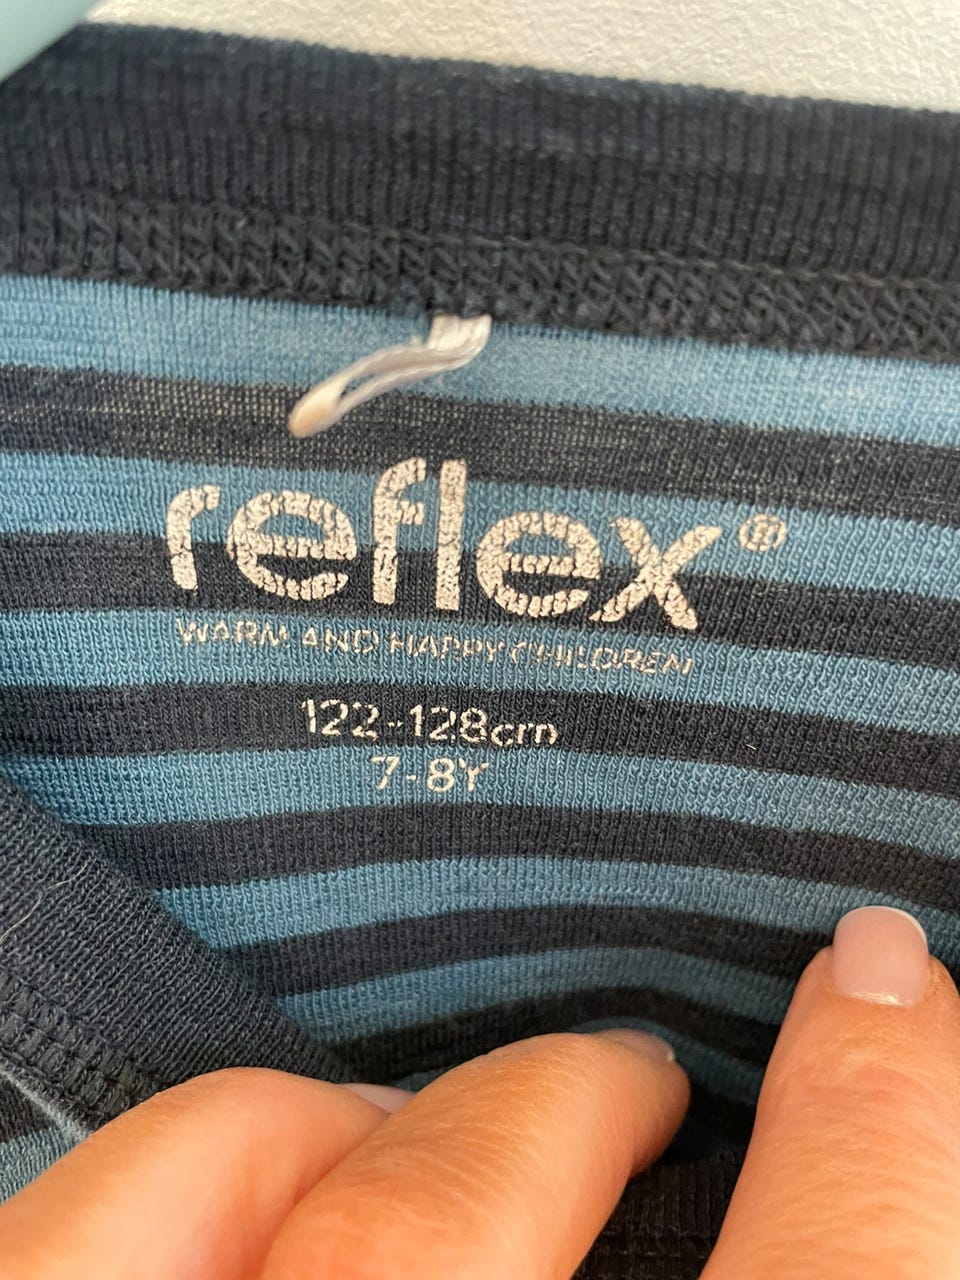 reflex®
WARM AND HAPPY CHILDREN
122-128cm
7-8Y